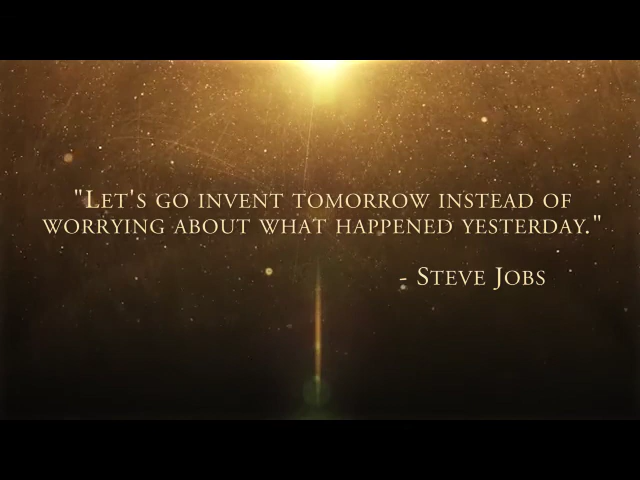 "Let's go invent tomorrow instead of
worrying about what happened yesterday."
- Steve Jobs